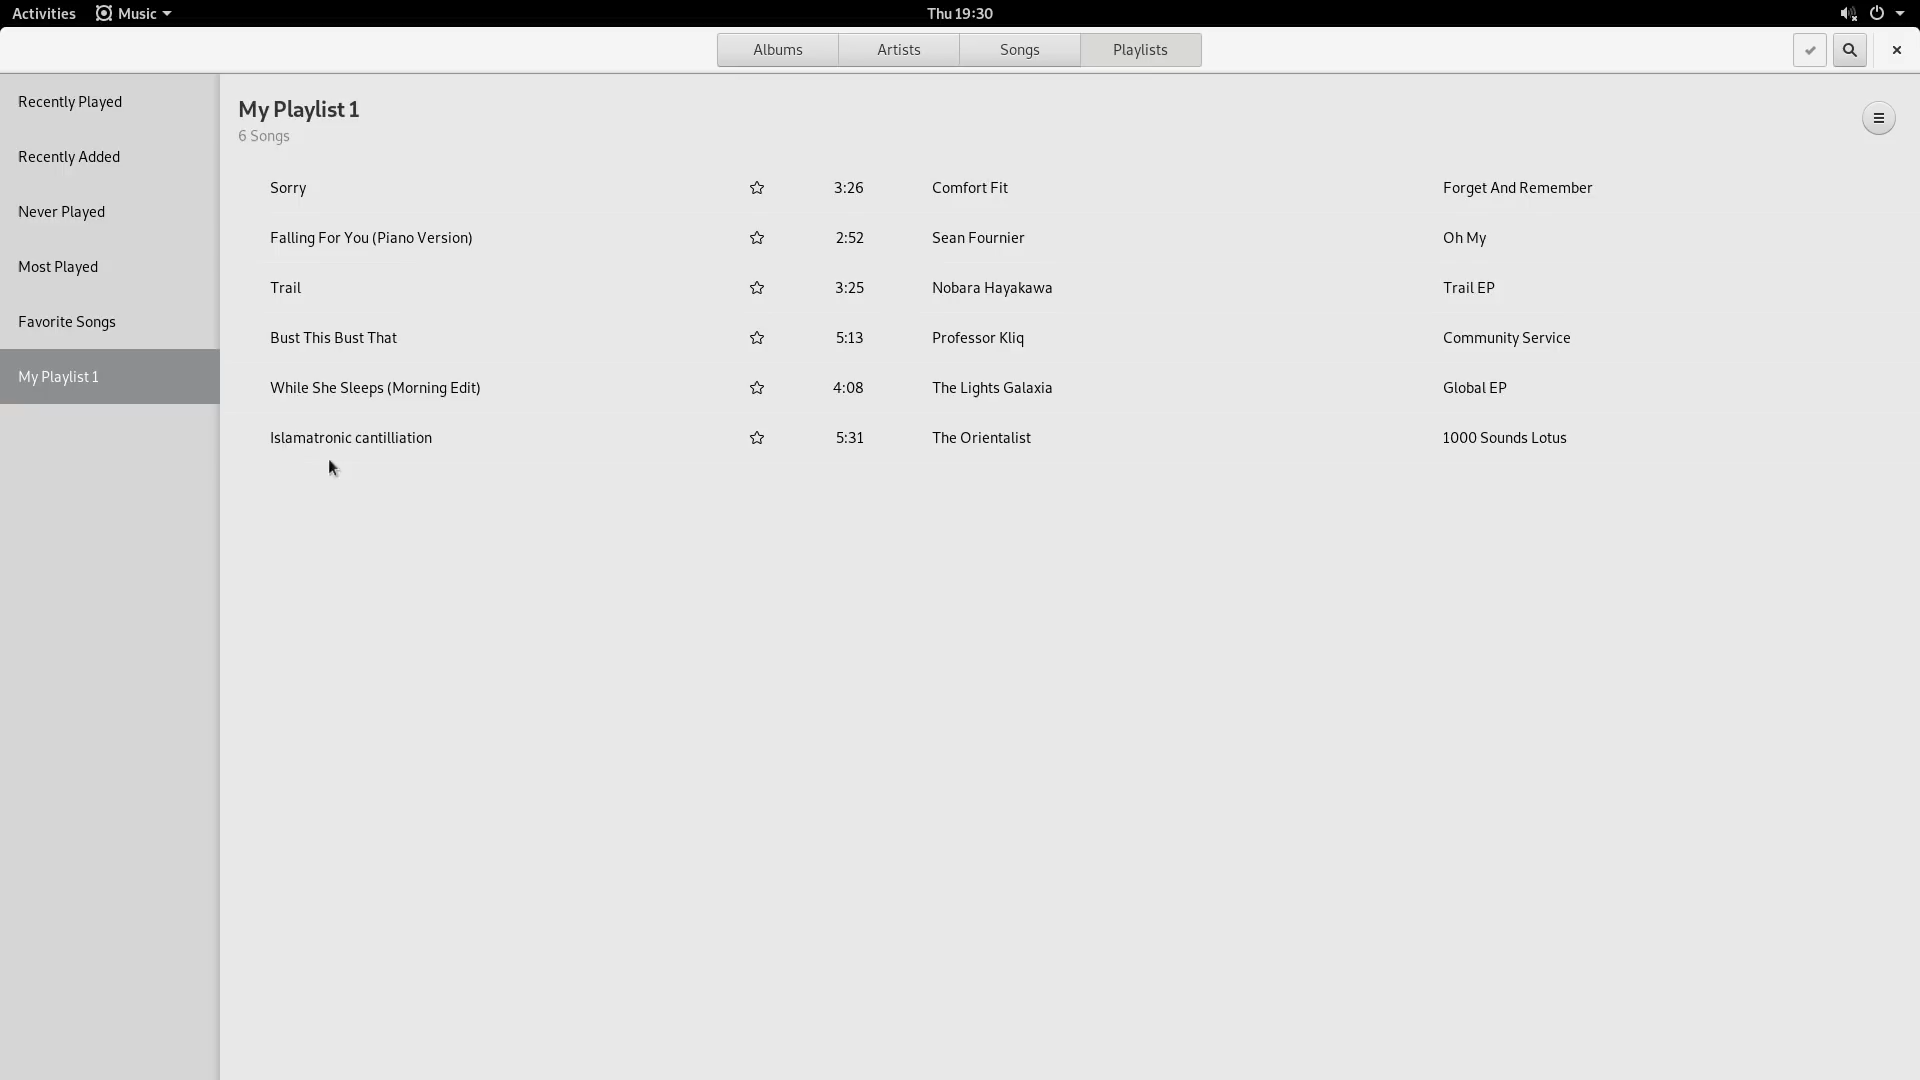 Activities Music Thu 19:30
Albums Artists Songs Playlists
Recently Played
Recently Added
Never Played
Most Played
Favorite Songs
My Playlist 1
My Playlist 1
6 Songs
Sorry 3:26 Comfort Fit Forget And Remember
Falling For You (Piano Version) 2:52 Sean Fournier Oh My
Trail 3:25 Nobara Hayakawa Trail EP
Bust This Bust That 5:13 Professor Kliq Community Service
While She Sleeps (Morning Edit) 4:08 The Lights Galaxia Global EP
Islamatronic cantilliation 5:31 The Orientalist 1000 Sounds Lotus